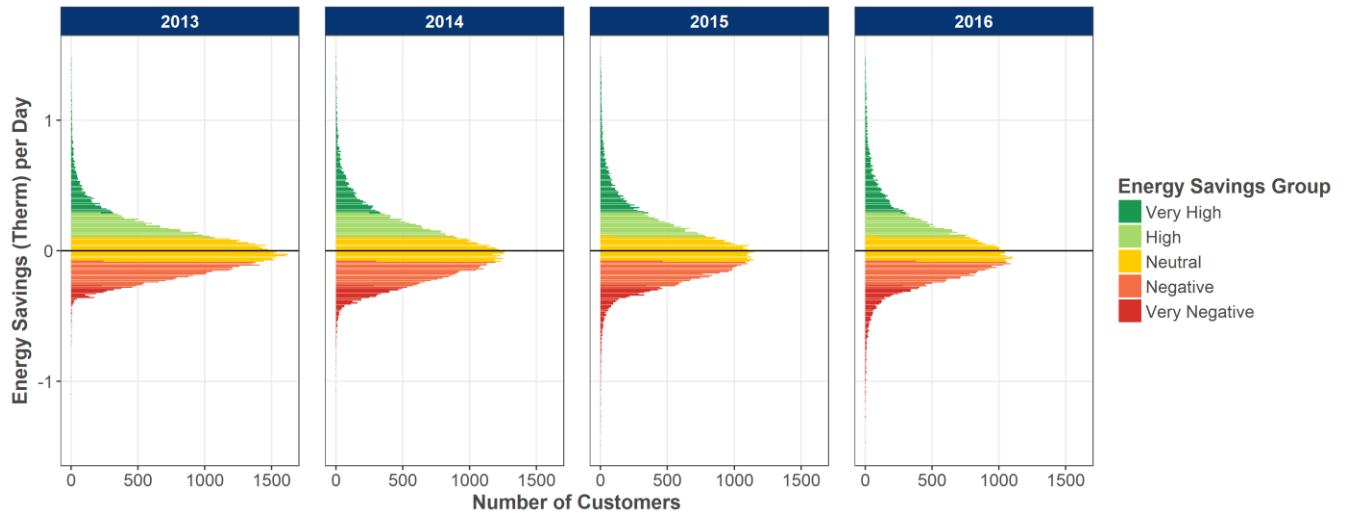 2013 2014 2015 2016
Energy Savings (Therm) per Day
1
0
-1
0 500 1000 1500 0 500 1000 1500 0 500 1000 1500 0 500 1000 1500
Number of Customers
Energy Savings Group
Very High
High
Neutral
Negative
Very Negative